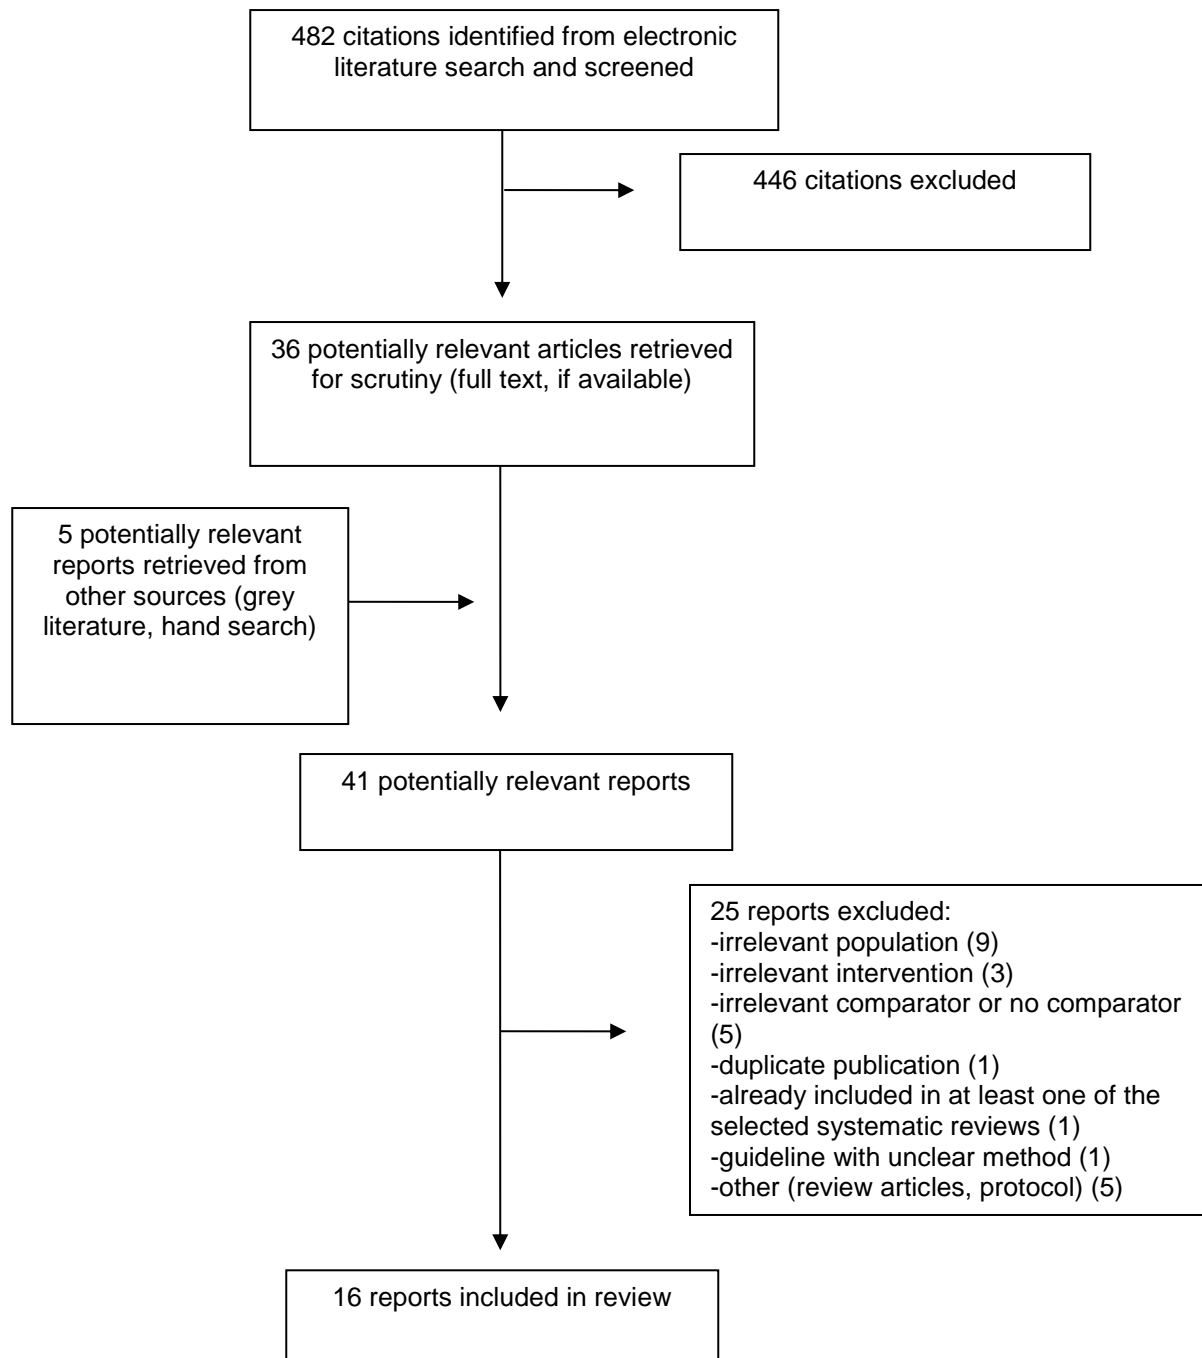 482 citations identified from electronic
literature search and screened
446 citations excluded
36 potentially relevant articles retrieved
for scrutiny (full text, if available)
5 potentially relevant
reports retrieved from
other sources (grey
literature, hand search)
41 potentially relevant reports
25 reports excluded:
-irrelevant population (9)
-irrelevant intervention (3)
-irrelevant comparator or no comparator
(5)
-duplicate publication (1)
-already included in at least one of the
selected systematic reviews (1)
-guideline with unclear method (1)
-other (review articles, protocol) (5)
16 reports included in review